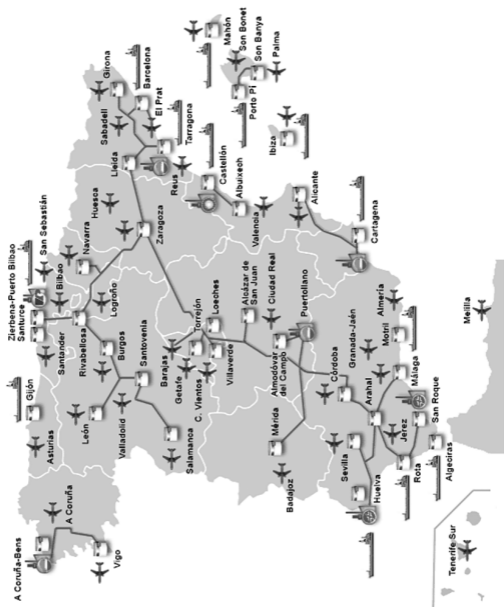 A Coruña-Bens
A Coruña
Vigo
Asturias
Gijón
Santander
Santurce
Zierbena-Puerto Bilbao
Bilbao
San Sebastián
Rivabellosa
Navarra
Logroño
León
Burgos
Valladolid
Santovenia
Salamanca
Huesca
Zaragoza
Lleida
Sabadell
Girona
Barcelona
El Prat
Tarragona
Reus
Barajas
Getafe
C. Vientos
Torrejón
Villaverde
Loeches
Alcázar de
San Juan
Ciudad Real
Puertollano
Almodóvar
del Campo
Mérida
Badajoz
Castellón
Albuixech
Valencia
Alicante
Cartagena
Mahón
Son Bonet
Son Banya
Palma
Porto Pi
Ibiza
Córdoba
Granada-Jaén
Arahal
Sevilla
Huelva
Jerez
Rota
Málaga
Motril
Almería
San Roque
Algeciras
Melilla
Tenerife Sur